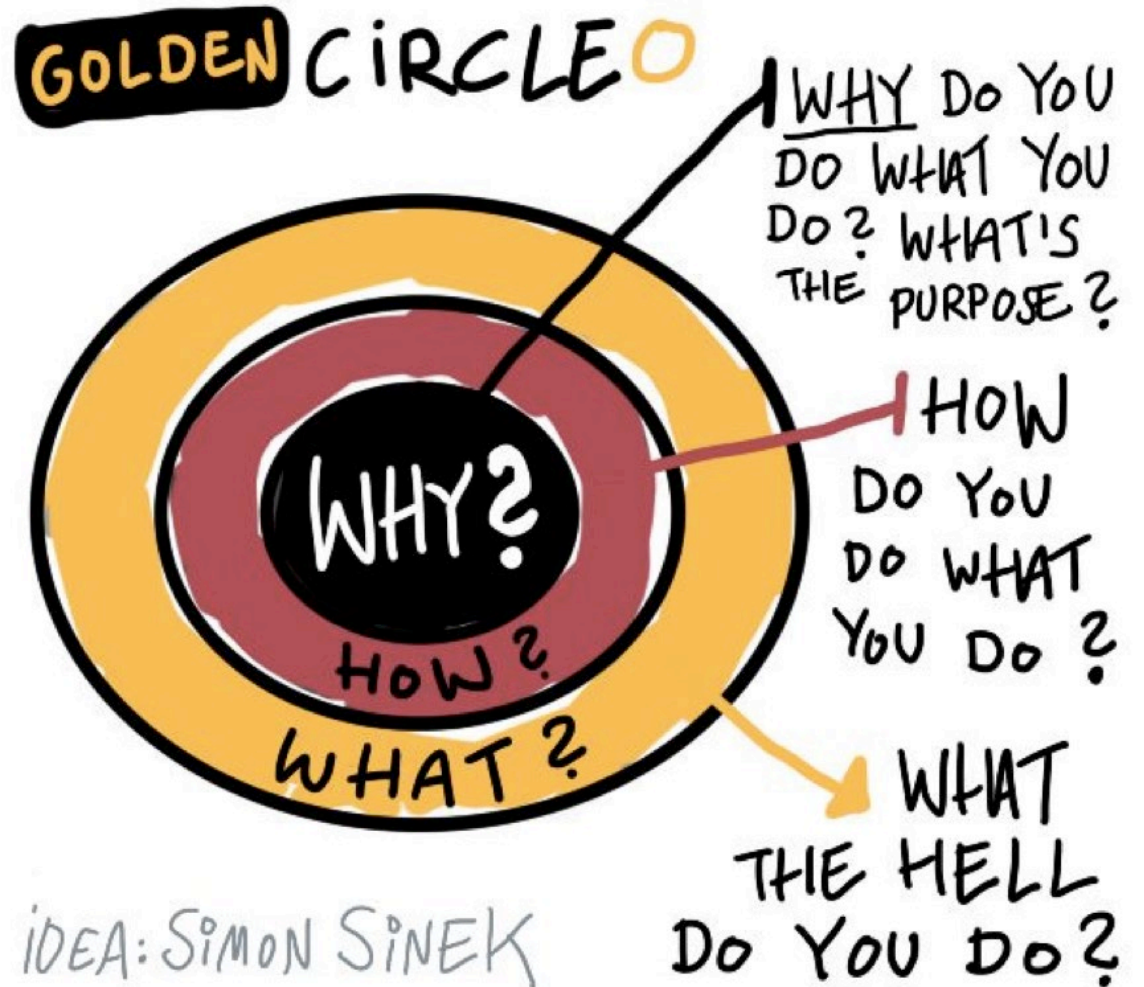 GOLDEN CiRCLE
WHY DO YOU
DO WHAT YOU
DO? WHAT'S
THE PURPOSE?
HOW
DO YOU
DO WHAT
YOU DO?
WHY?
HOW?
WHAT?
WHAT
THE HELL
DO YOU DO?
iDEA: SiMON SiNEK